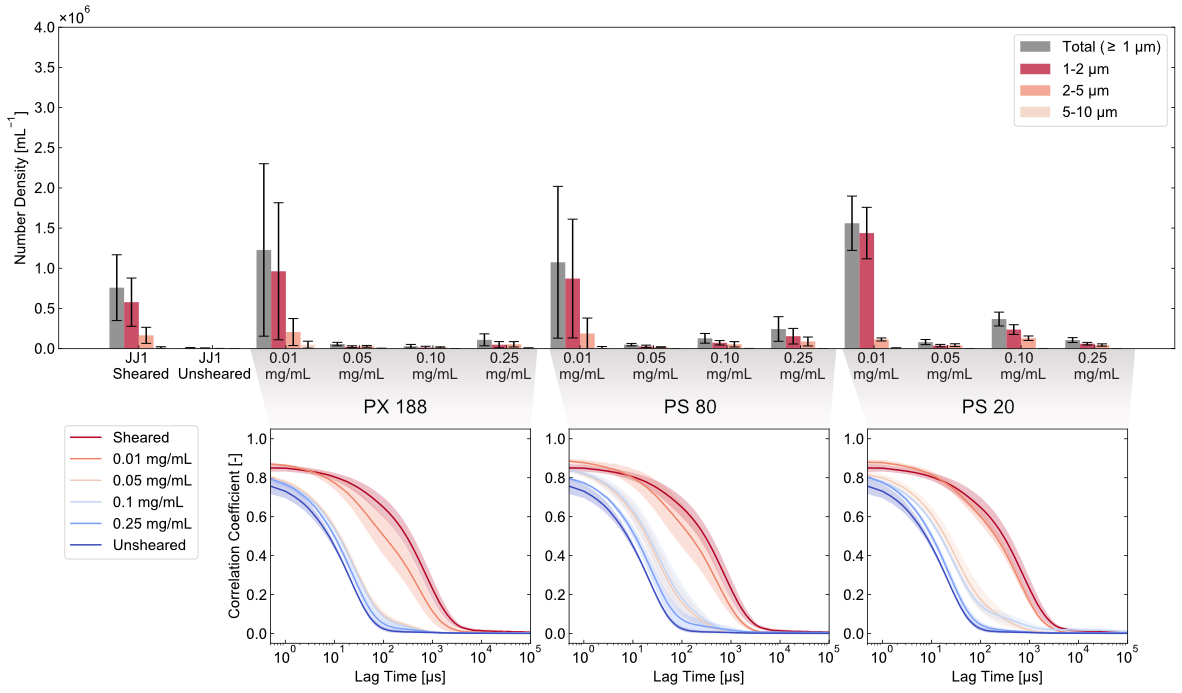 ×10⁶
4.0
3.5
3.0
2.5
2.0
1.5
1.0
0.5
0.0
Number Density [mL⁻¹]
Total (≥ 1 µm)
1-2 µm
2-5 µm
5-10 µm
JJ1 JJ1 0.01 0.05 0.10 0.25 0.01 0.05 0.10 0.25 0.01 0.05 0.10 0.25
Sheared Unsheared mg/mL mg/mL mg/mL mg/mL mg/mL mg/mL mg/mL mg/mL mg/mL mg/mL mg/mL mg/mL
PX 188 PS 80 PS 20
Sheared
0.01 mg/mL
0.05 mg/mL
0.1 mg/mL
0.25 mg/mL
Unsheared
Correlation Coefficient [-]
1.0 1.0 1.0
0.8 0.8 0.8
0.6 0.6 0.6
0.4 0.4 0.4
0.2 0.2 0.2
0.0 0.0 0.0
10⁰ 10¹ 10² 10³ 10⁴ 10⁵ 10⁰ 10¹ 10² 10³ 10⁴ 10⁵ 10⁰ 10¹ 10² 10³ 10⁴ 10⁵
Lag Time [µs] Lag Time [µs] Lag Time [µs]